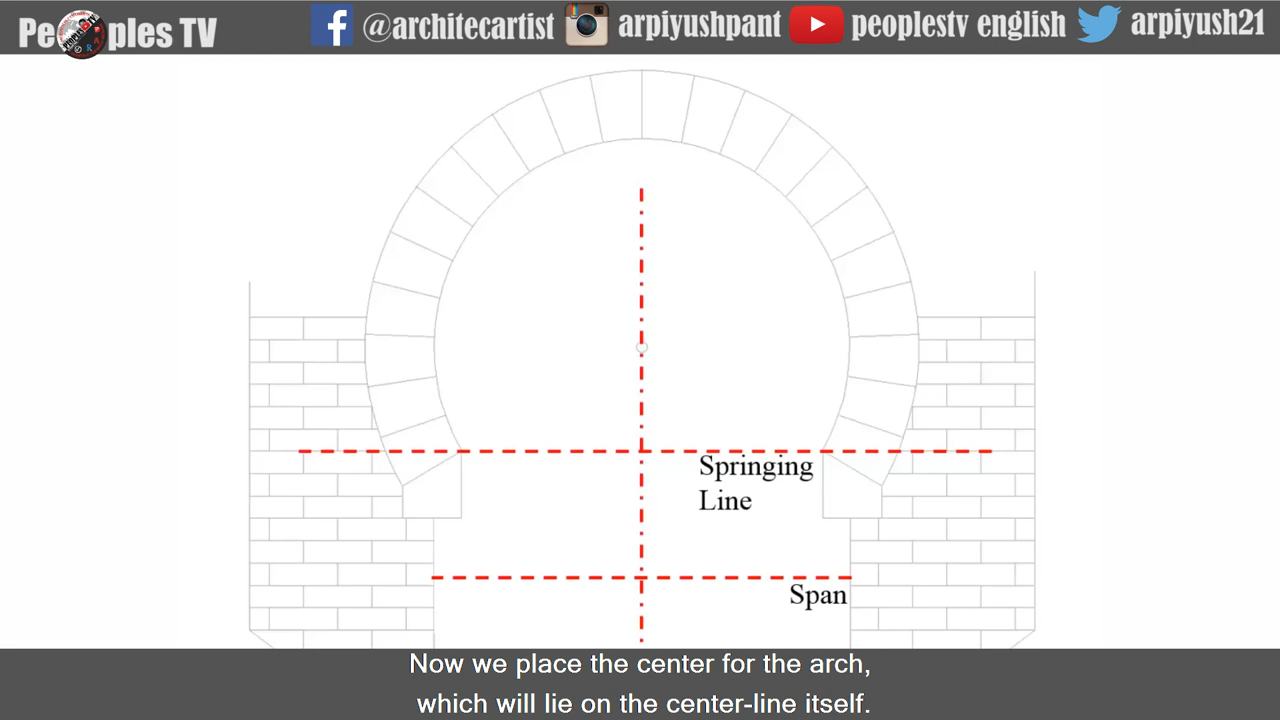 Peoples TV @architecartist arpiyushpant peoplestv english arpiyush21
Springing
Line
Span
Now we place the center for the arch,
which will lie on the center-line itself.